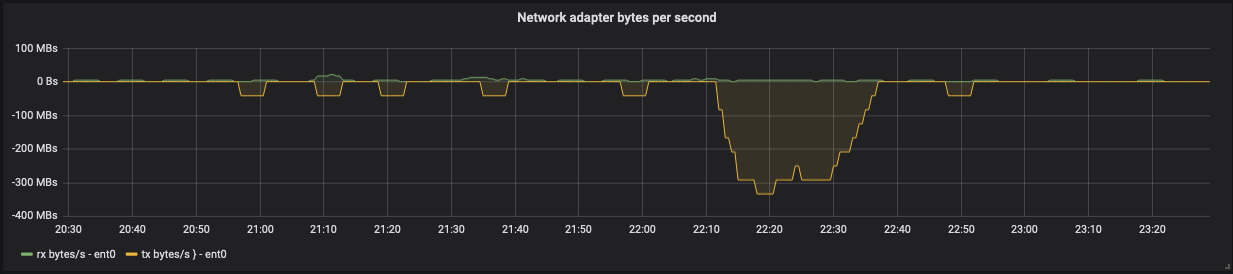 Network adapter bytes per second
100 MBs
0 Bs
-100 MBs
-200 MBs
-300 MBs
-400 MBs
20:30 20:40 20:50 21:00 21:10 21:20 21:30 21:40 21:50 22:00 22:10 22:20 22:30 22:40 22:50 23:00 23:10 23:20
rx bytes/s - ent0 tx bytes/s } - ent0